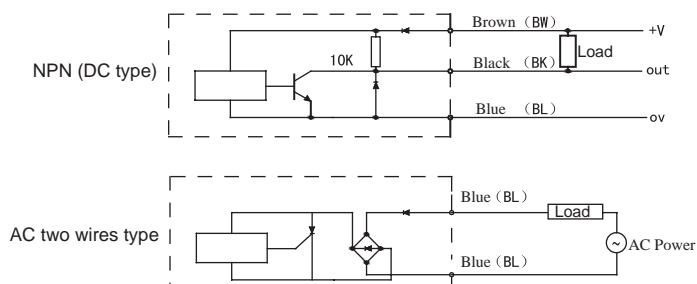 Brown (BW)
+V
NPN (DC type)
10K
Load
Black (BK)
out
Blue (BL)
ov
AC two wires type
Blue (BL)
Load
~
AC Power
Blue (BL)